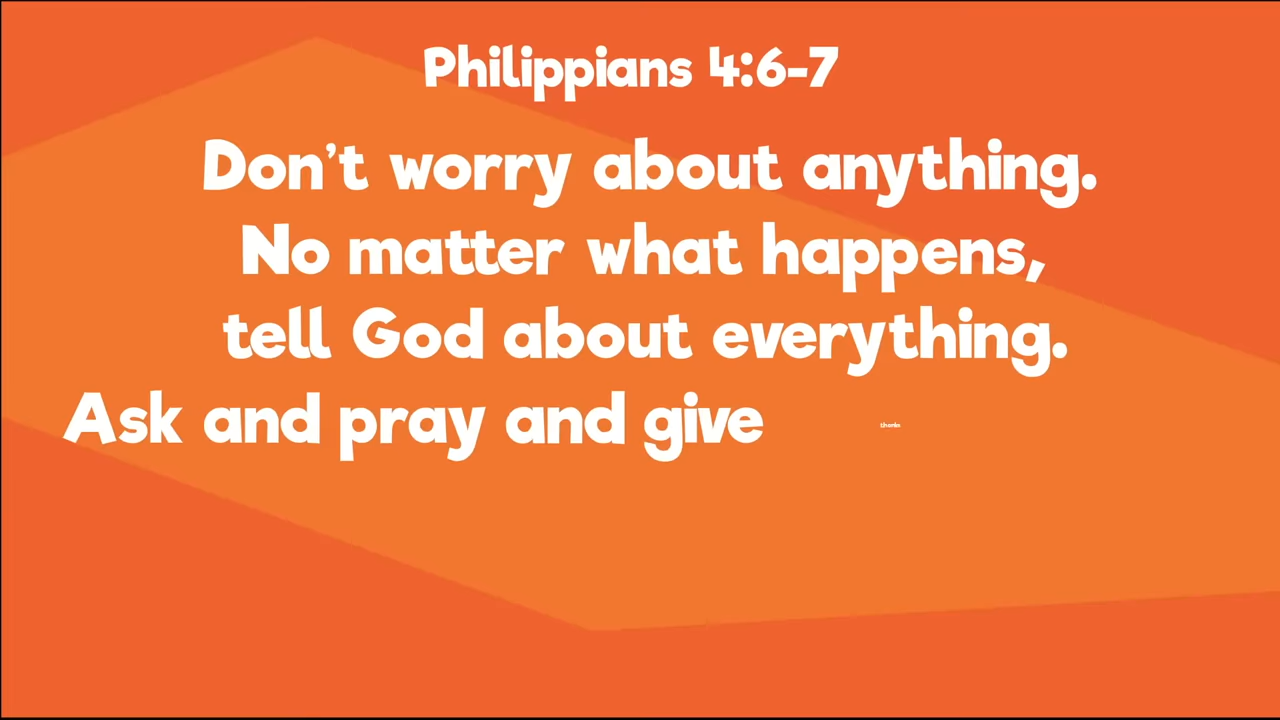 Philippians 4:6-7
Don’t worry about anything.
No matter what happens,
tell God about everything.
Ask and pray and give thanks